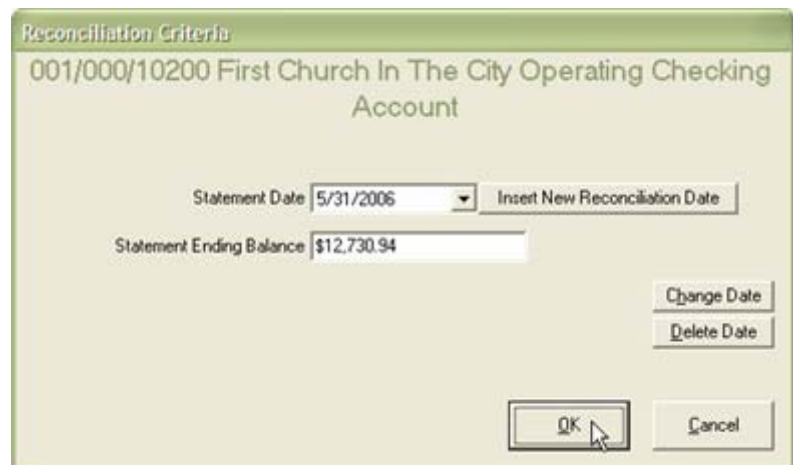 Reconciliation Criteria
001/000/10200 First Church In The City Operating Checking
Account
Statement Date 5/31/2006 Insert New Reconciliation Date
Statement Ending Balance $12,730.94
Change Date
Delete Date
OK Cancel